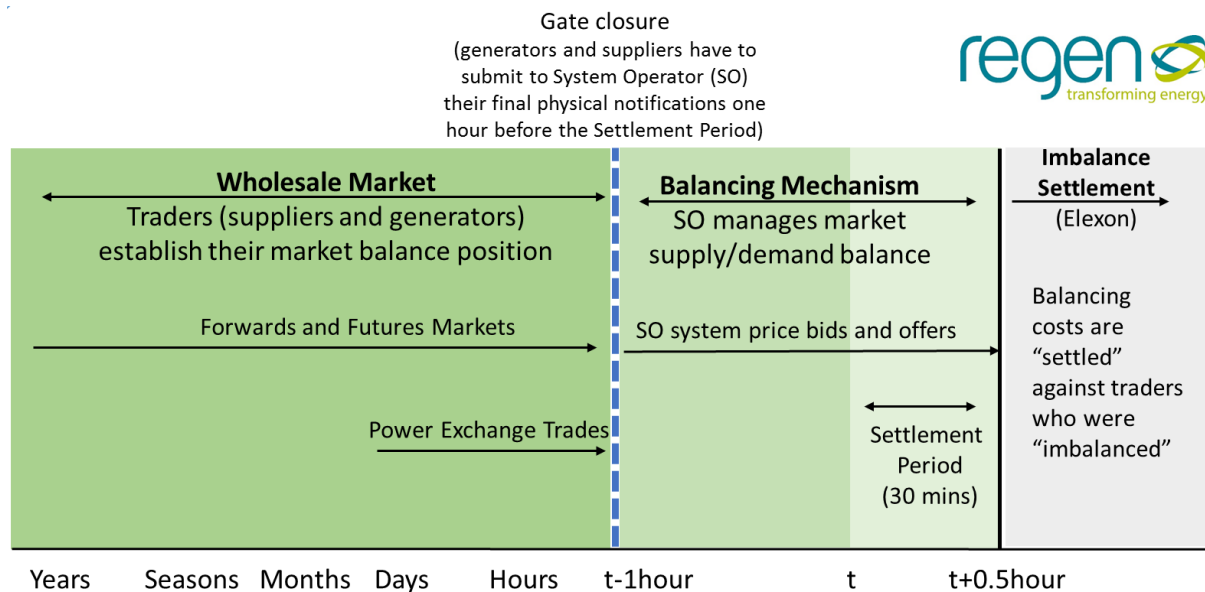 Gate closure
(generators and suppliers have to
submit to System Operator (SO)
their final physical notifications one
hour before the Settlement Period)
regen
transforming energy
Wholesale Market
Traders (suppliers and generators)
establish their market balance position
Forwards and Futures Markets
Power Exchange Trades
Balancing Mechanism
SO manages market
supply/demand balance
SO system price bids and offers
Settlement
Period
(30 mins)
Imbalance
Settlement
(Elexon)
Balancing
costs are
“settled”
against traders
who were
“imbalanced”
Years Seasons Months Days Hours t-1hour t t+0.5hour